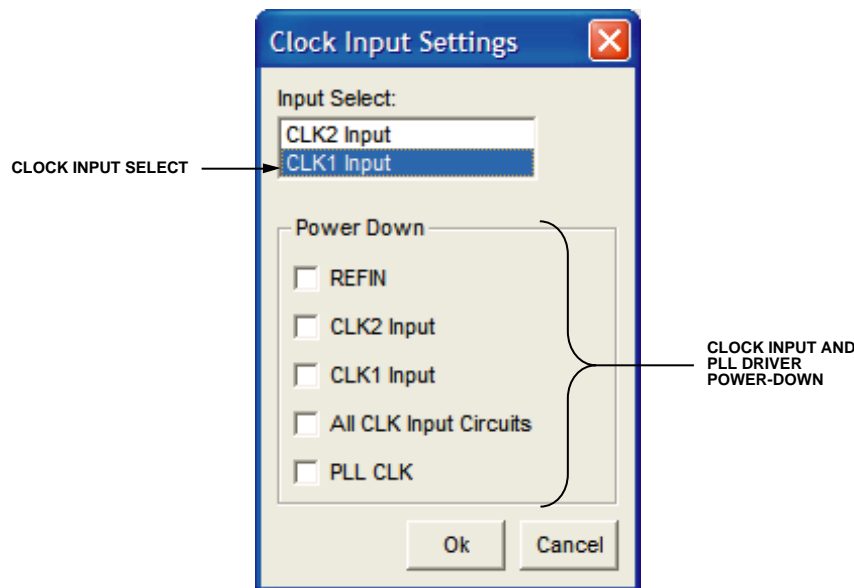 Clock Input Settings
Input Select:
CLK2 Input
CLK1 Input
CLOCK INPUT SELECT
Power Down
REFIN
CLK2 Input
CLK1 Input
All CLK Input Circuits
PLL CLK
CLOCK INPUT AND
PLL DRIVER
POWER-DOWN
Ok
Cancel